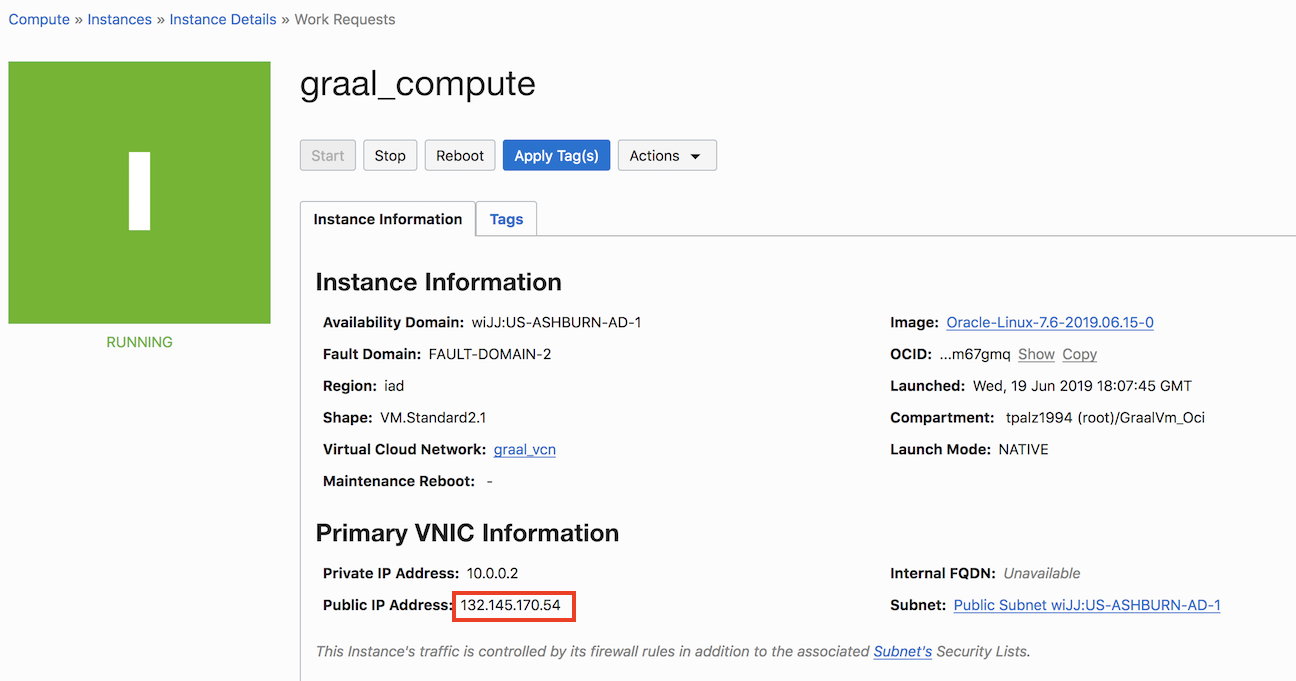 Compute » Instances » Instance Details » Work Requests
I
RUNNING
graal_compute
Start Stop Reboot Apply Tag(s) Actions
Instance Information Tags
Instance Information
Availability Domain: wiJJ:US-ASHBURN-AD-1
Fault Domain: FAULT-DOMAIN-2
Region: iad
Shape: VM.Standard2.1
Virtual Cloud Network: graal_vcn
Maintenance Reboot: -
Image: Oracle-Linux-7.6-2019.06.15-0
OCID: ...m67gmq Show Copy
Launched: Wed, 19 Jun 2019 18:07:45 GMT
Compartment: tpalz1994 (root)/GraalVm_Oci
Launch Mode: NATIVE
Primary VNIC Information
Private IP Address: 10.0.0.2
Public IP Address: 132.145.170.54
Internal FQDN: Unavailable
Subnet: Public Subnet wiJJ:US-ASHBURN-AD-1
This Instance's traffic is controlled by its firewall rules in addition to the associated Subnet's Security Lists.